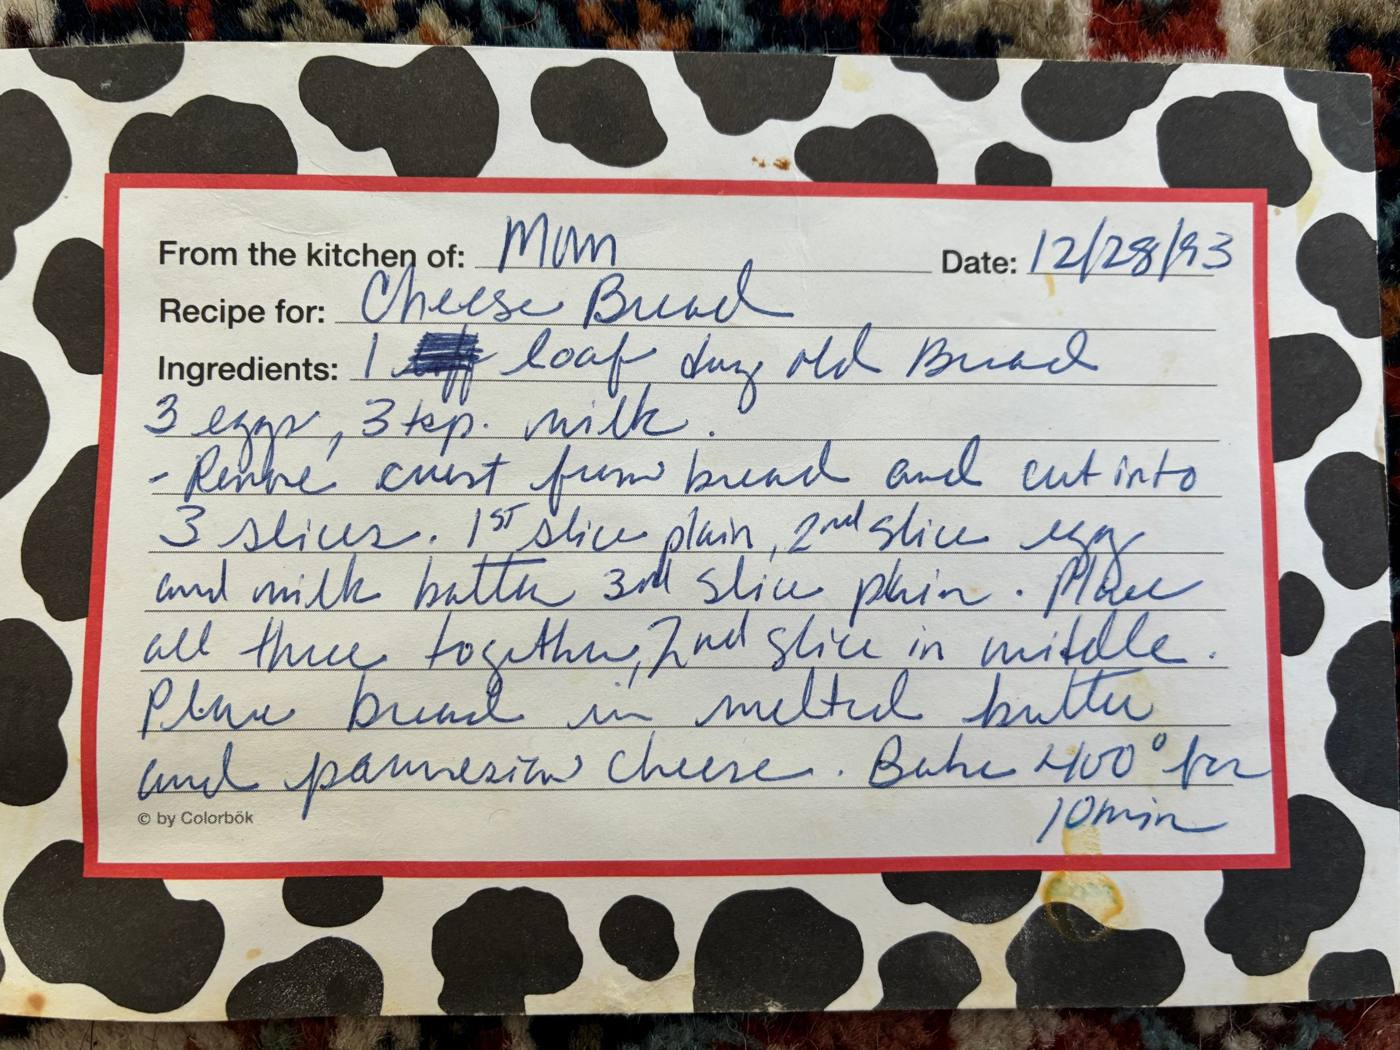 From the kitchen of: Mom Date: 12/28/93
Recipe for: Cheese Bread
Ingredients: 1 loaf day old Bread
3 eggs, 3 tsp. milk.
- Remove crust from bread and cut into
3 slices. 1ST slice plain, 2nd slice egg
and milk batter 3rd slice plain. Place
all three together, 2nd slice in middle.
Place bread in melted butter
and parmesian cheese. Bake 400° for
10 min
© by Colorbök